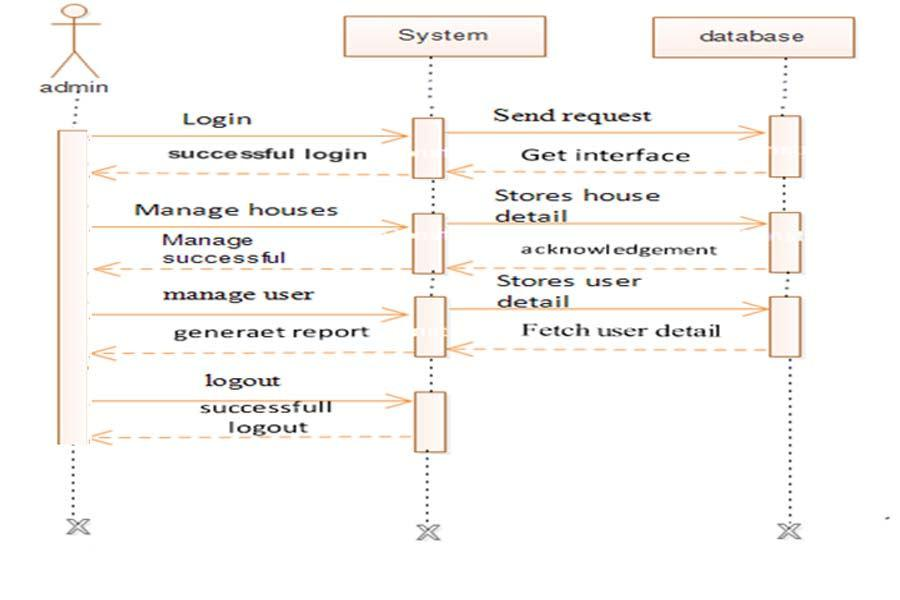 System
database
admin
Login
Send request
successful login
Get interface
Manage houses
Stores house
detail
Manage
successful
acknowledgement
manage user
Stores user
detail
generaet report
Fetch user detail
logout
successfull
logout